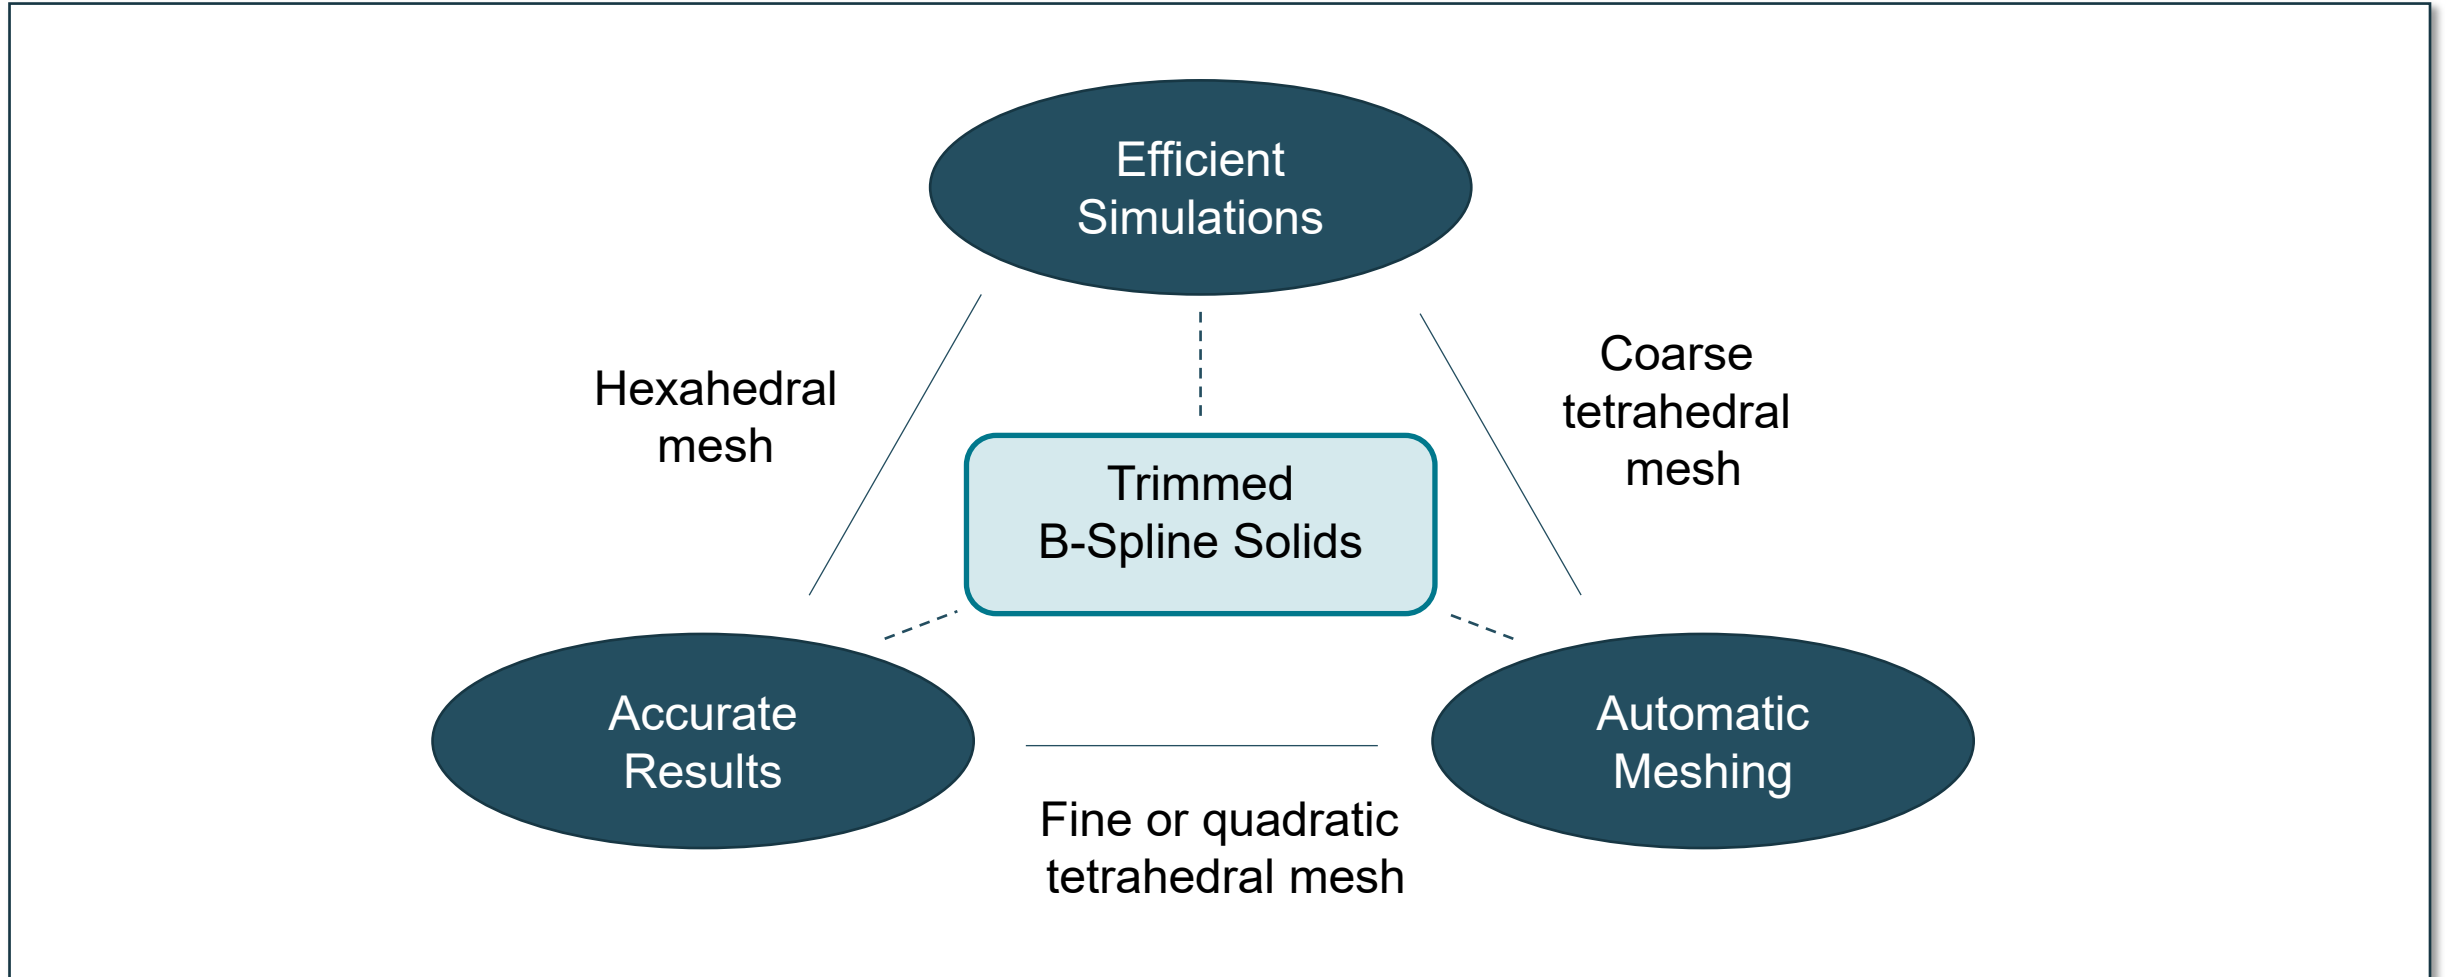 Efficient
Simulations
Hexahedral
mesh
Coarse
tetrahedral
mesh
Trimmed
B-Spline Solids
Accurate
Results
Automatic
Meshing
Fine or quadratic
tetrahedral mesh